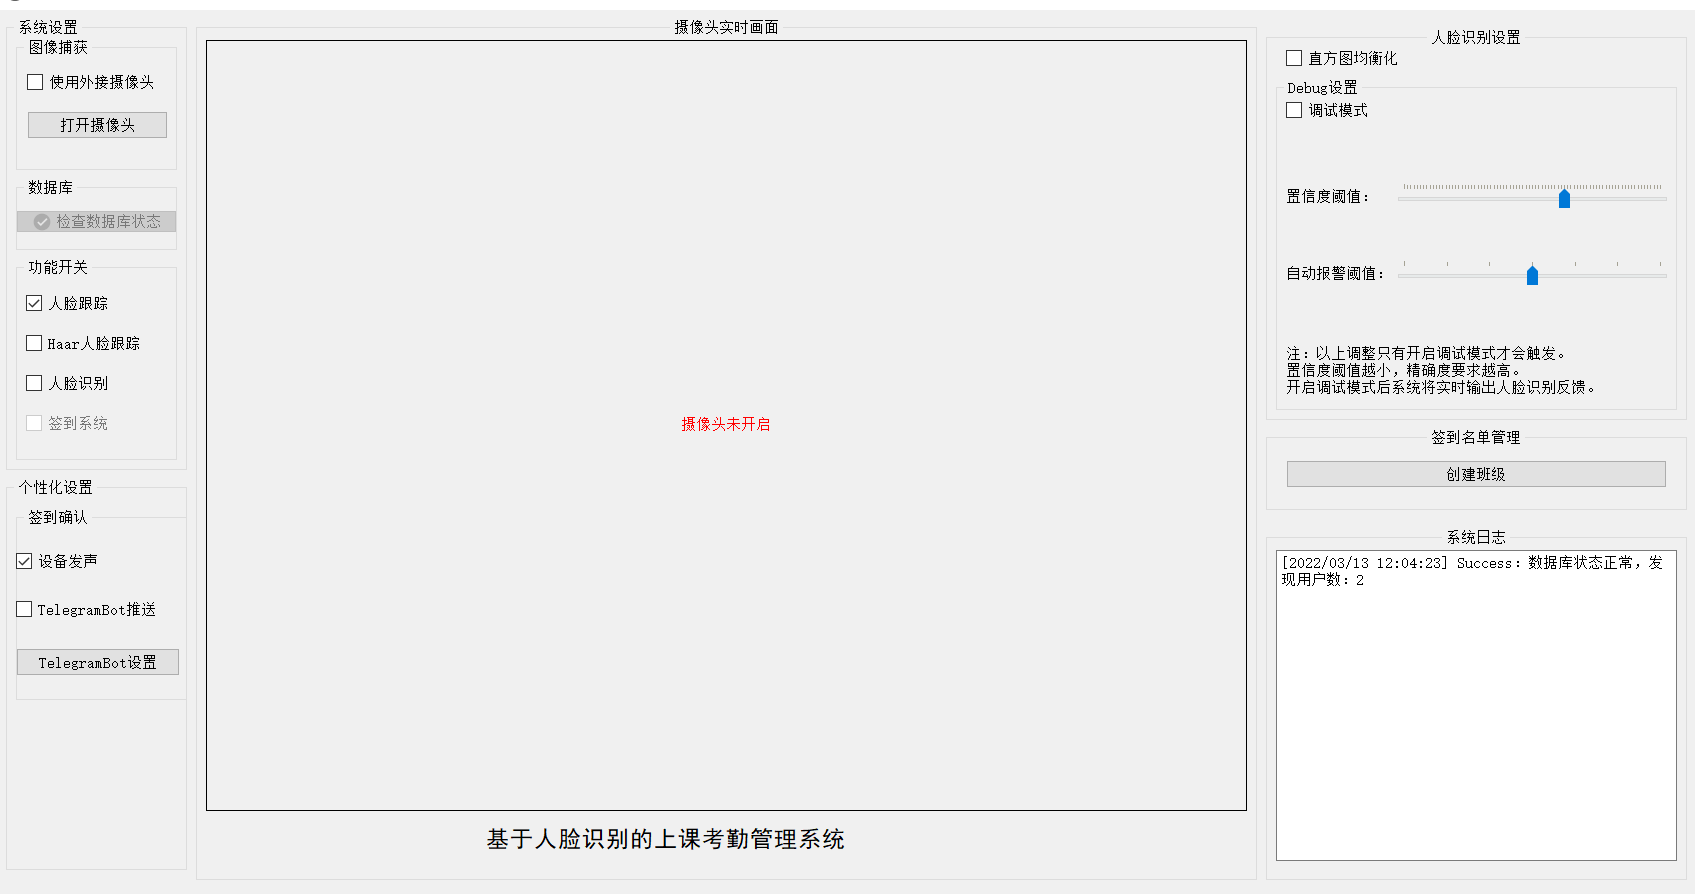 系统设置
图像捕获
使用外接摄像头
打开摄像头
数据库
检查数据库状态
功能开关
人脸跟踪
Haar人脸跟踪
人脸识别
签到系统
个性化设置
签到确认
设备发声
TelegramBot推送
TelegramBot设置
摄像头实时画面
摄像头未开启
基于人脸识别的上课考勤管理系统
人脸识别设置
直方图均衡化
Debug设置
调试模式
置信度阈值：
自动报警阈值：
注：以上调整只有开启调试模式才会触发。
置信度阈值越小，精确度要求越高。
开启调试模式后系统将实时输出人脸识别反馈。
签到名单管理
创建班级
系统日志
[2022/03/13 12:04:23] Success：数据库状态正常，发
现用户数：2